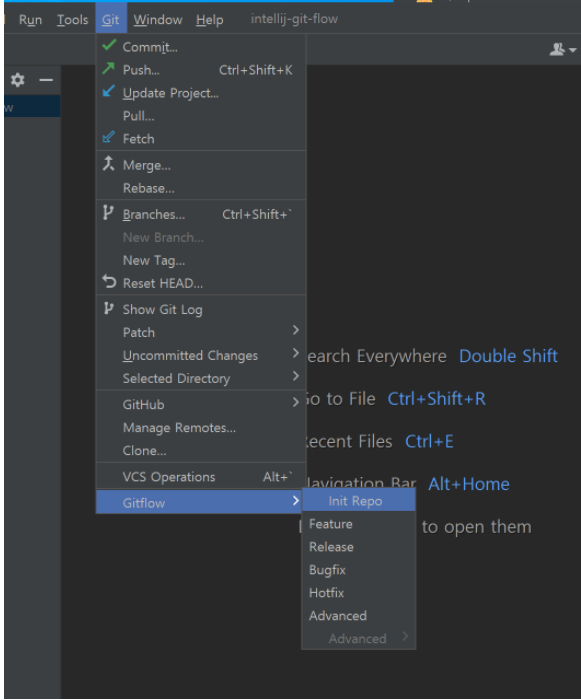 Run Tools Git Window Help intellij-git-flow
w
Commit...
Push... Ctrl+Shift+K
Update Project...
Pull...
Fetch
Merge...
Rebase...
Branches... Ctrl+Shift+`
New Branch...
New Tag...
Reset HEAD...
Show Git Log
Patch
Uncommitted Changes
Selected Directory
GitHub
Manage Remotes...
Clone...
VCS Operations Alt+`
Gitflow
earch Everywhere Double Shift
Go to File Ctrl+Shift+R
Recent Files Ctrl+E
Navigation Bar Alt+Home
to open them
Init Repo
Feature
Release
Bugfix
Hotfix
Advanced
Advanced